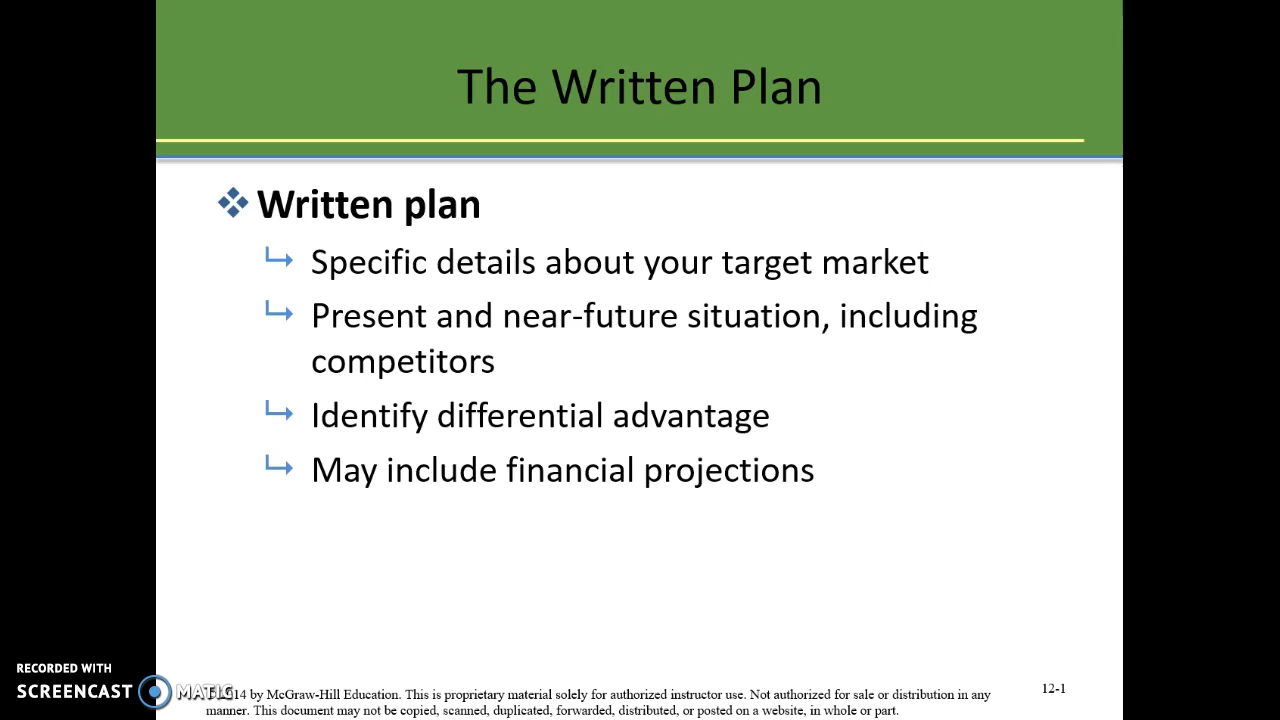 The Written Plan
Written plan
Specific details about your target market
Present and near-future situation, including
competitors
Identify differential advantage
May include financial projections
RECORDED WITH
SCREENCAST MATIC
14 by McGraw-Hill Education. This is proprietary material solely for authorized instructor use. Not authorized for sale or distribution in any
manner. This document may not be copied, scanned, duplicated, forwarded, distributed, or posted on a website, in whole or part.
12-1